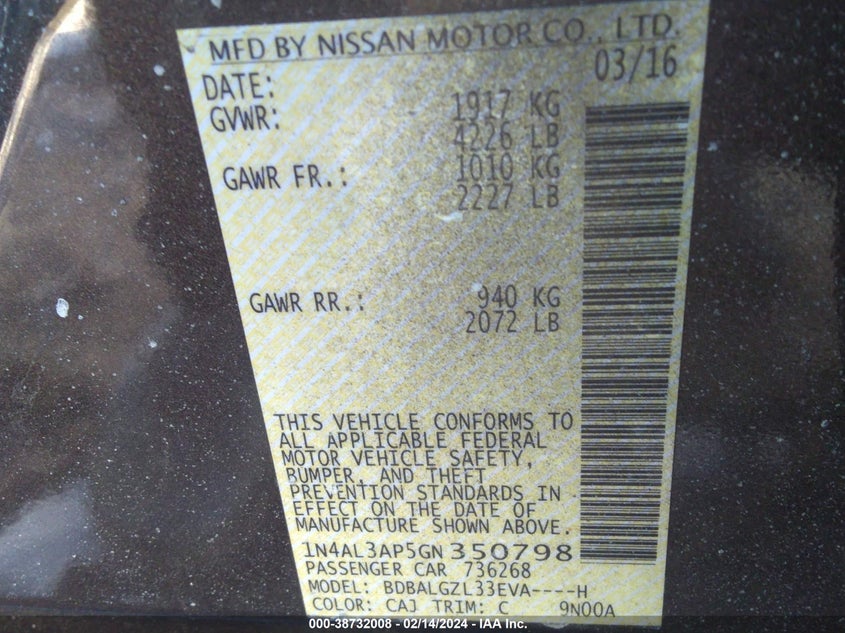 MFD BY NISSAN MOTOR CO., LTD.
DATE: 03/16
GVWR: 1917 KG
4226 LB
GAWR FR.: 1010 KG
2227 LB
GAWR RR.: 940 KG
2072 LB
THIS VEHICLE CONFORMS TO
ALL APPLICABLE FEDERAL
MOTOR VEHICLE SAFETY,
BUMPER, AND THEFT
PREVENTION STANDARDS IN
EFFECT ON THE DATE OF
MANUFACTURE SHOWN ABOVE.
1N4AL3AP5GN350798
PASSENGER CAR 736268
MODEL: BDBALGZL33EVA----H
COLOR: CAJ TRIM: C 9N00A
000-38732008 - 02/14/2024 - IAA Inc.